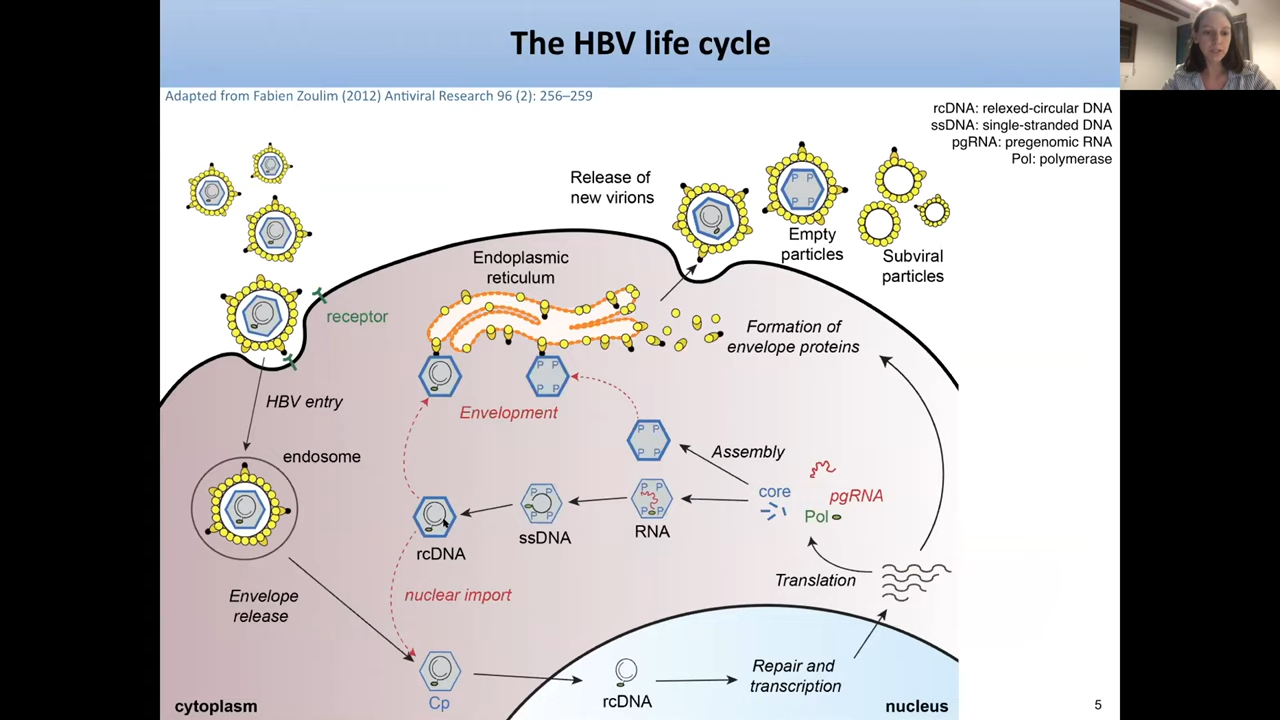 The HBV life cycle
Adapted from Fabien Zoulim (2012) Antiviral Research 96 (2): 256–259
rcDNA: relexed-circular DNA
ssDNA: single-stranded DNA
pgRNA: pregenomic RNA
Pol: polymerase
Release of
new virions
P P
P P
Empty
particles
Subviral
particles
Endoplasmic
reticulum
receptor
Formation of
envelope proteins
HBV entry
P P
P P
Envelopment
P P
P P
Assembly
endosome
core
pgRNA
Pol
P P
P P
RNA
P P
P P
ssDNA
rcDNA
Translation
nuclear import
Envelope
release
Cp
rcDNA
Repair and
transcription
cytoplasm
nucleus
5